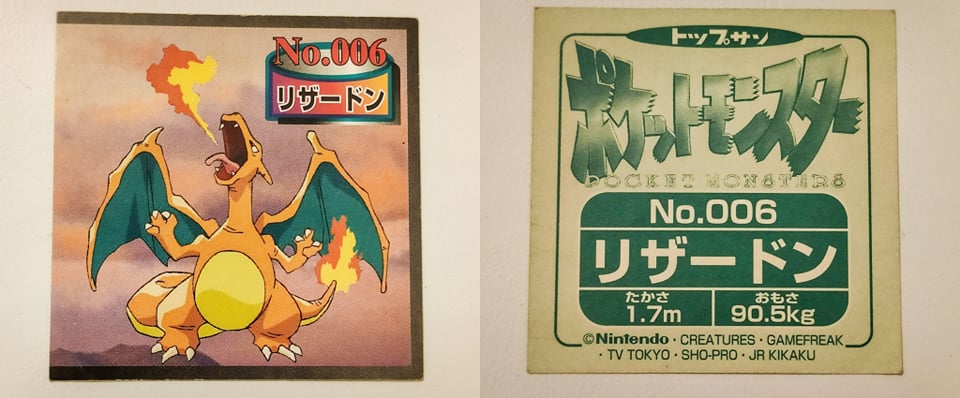 No.006
リザードン
トップサン
ポケットモンスター
POCKET MONSTERS
No.006
リザードン
たかさ
1.7m
おもさ
90.5kg
©Nintendo・CREATURES・GAMEFREAK
・TV TOKYO・SHO-PRO・JR KIKAKU